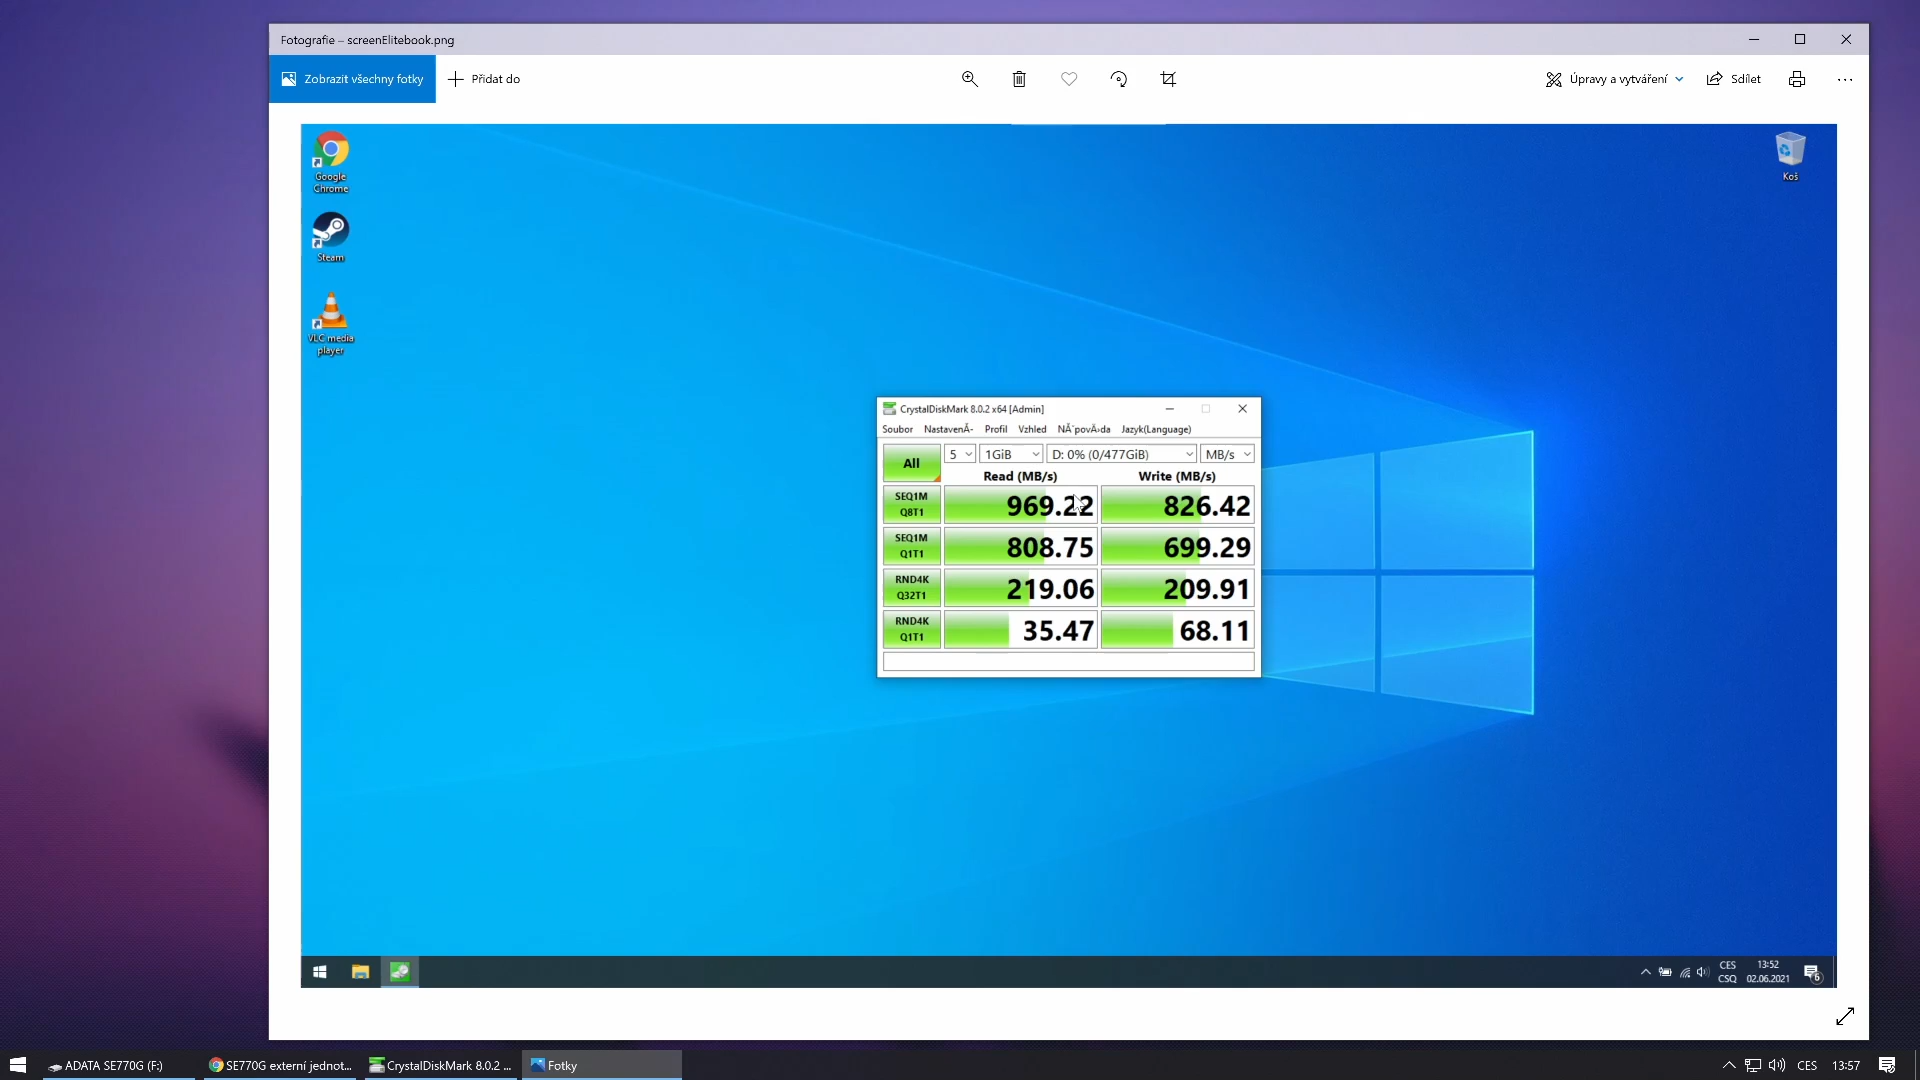 Fotografie – screenElitebook.png
Zobrazit všechny fotky
Přidat do
Úpravy a vytváření
Sdílet
Google
Chrome
Koš
Steam
VLC media
player
CrystalDiskMark 8.0.2 x64 [Admin]
Soubor NastavenÃ- Profil Vzhled NÃ¡povÄ›da Jazyk(Language)
All 5 1GiB D: 0% (0/477GiB) MB/s
Read (MB/s) Write (MB/s)
SEQ1M
Q8T1
969.22 826.42
SEQ1M
Q1T1
808.75 699.29
RND4K
Q32T1
219.06 209.91
RND4K
Q1T1
35.47 68.11
CES 13:52
CSQ 02.06.2021
6
ADATA SE770G (F:)
SE770G externí jednot...
CrystalDiskMark 8.0.2 ...
Fotky
CES 13:57